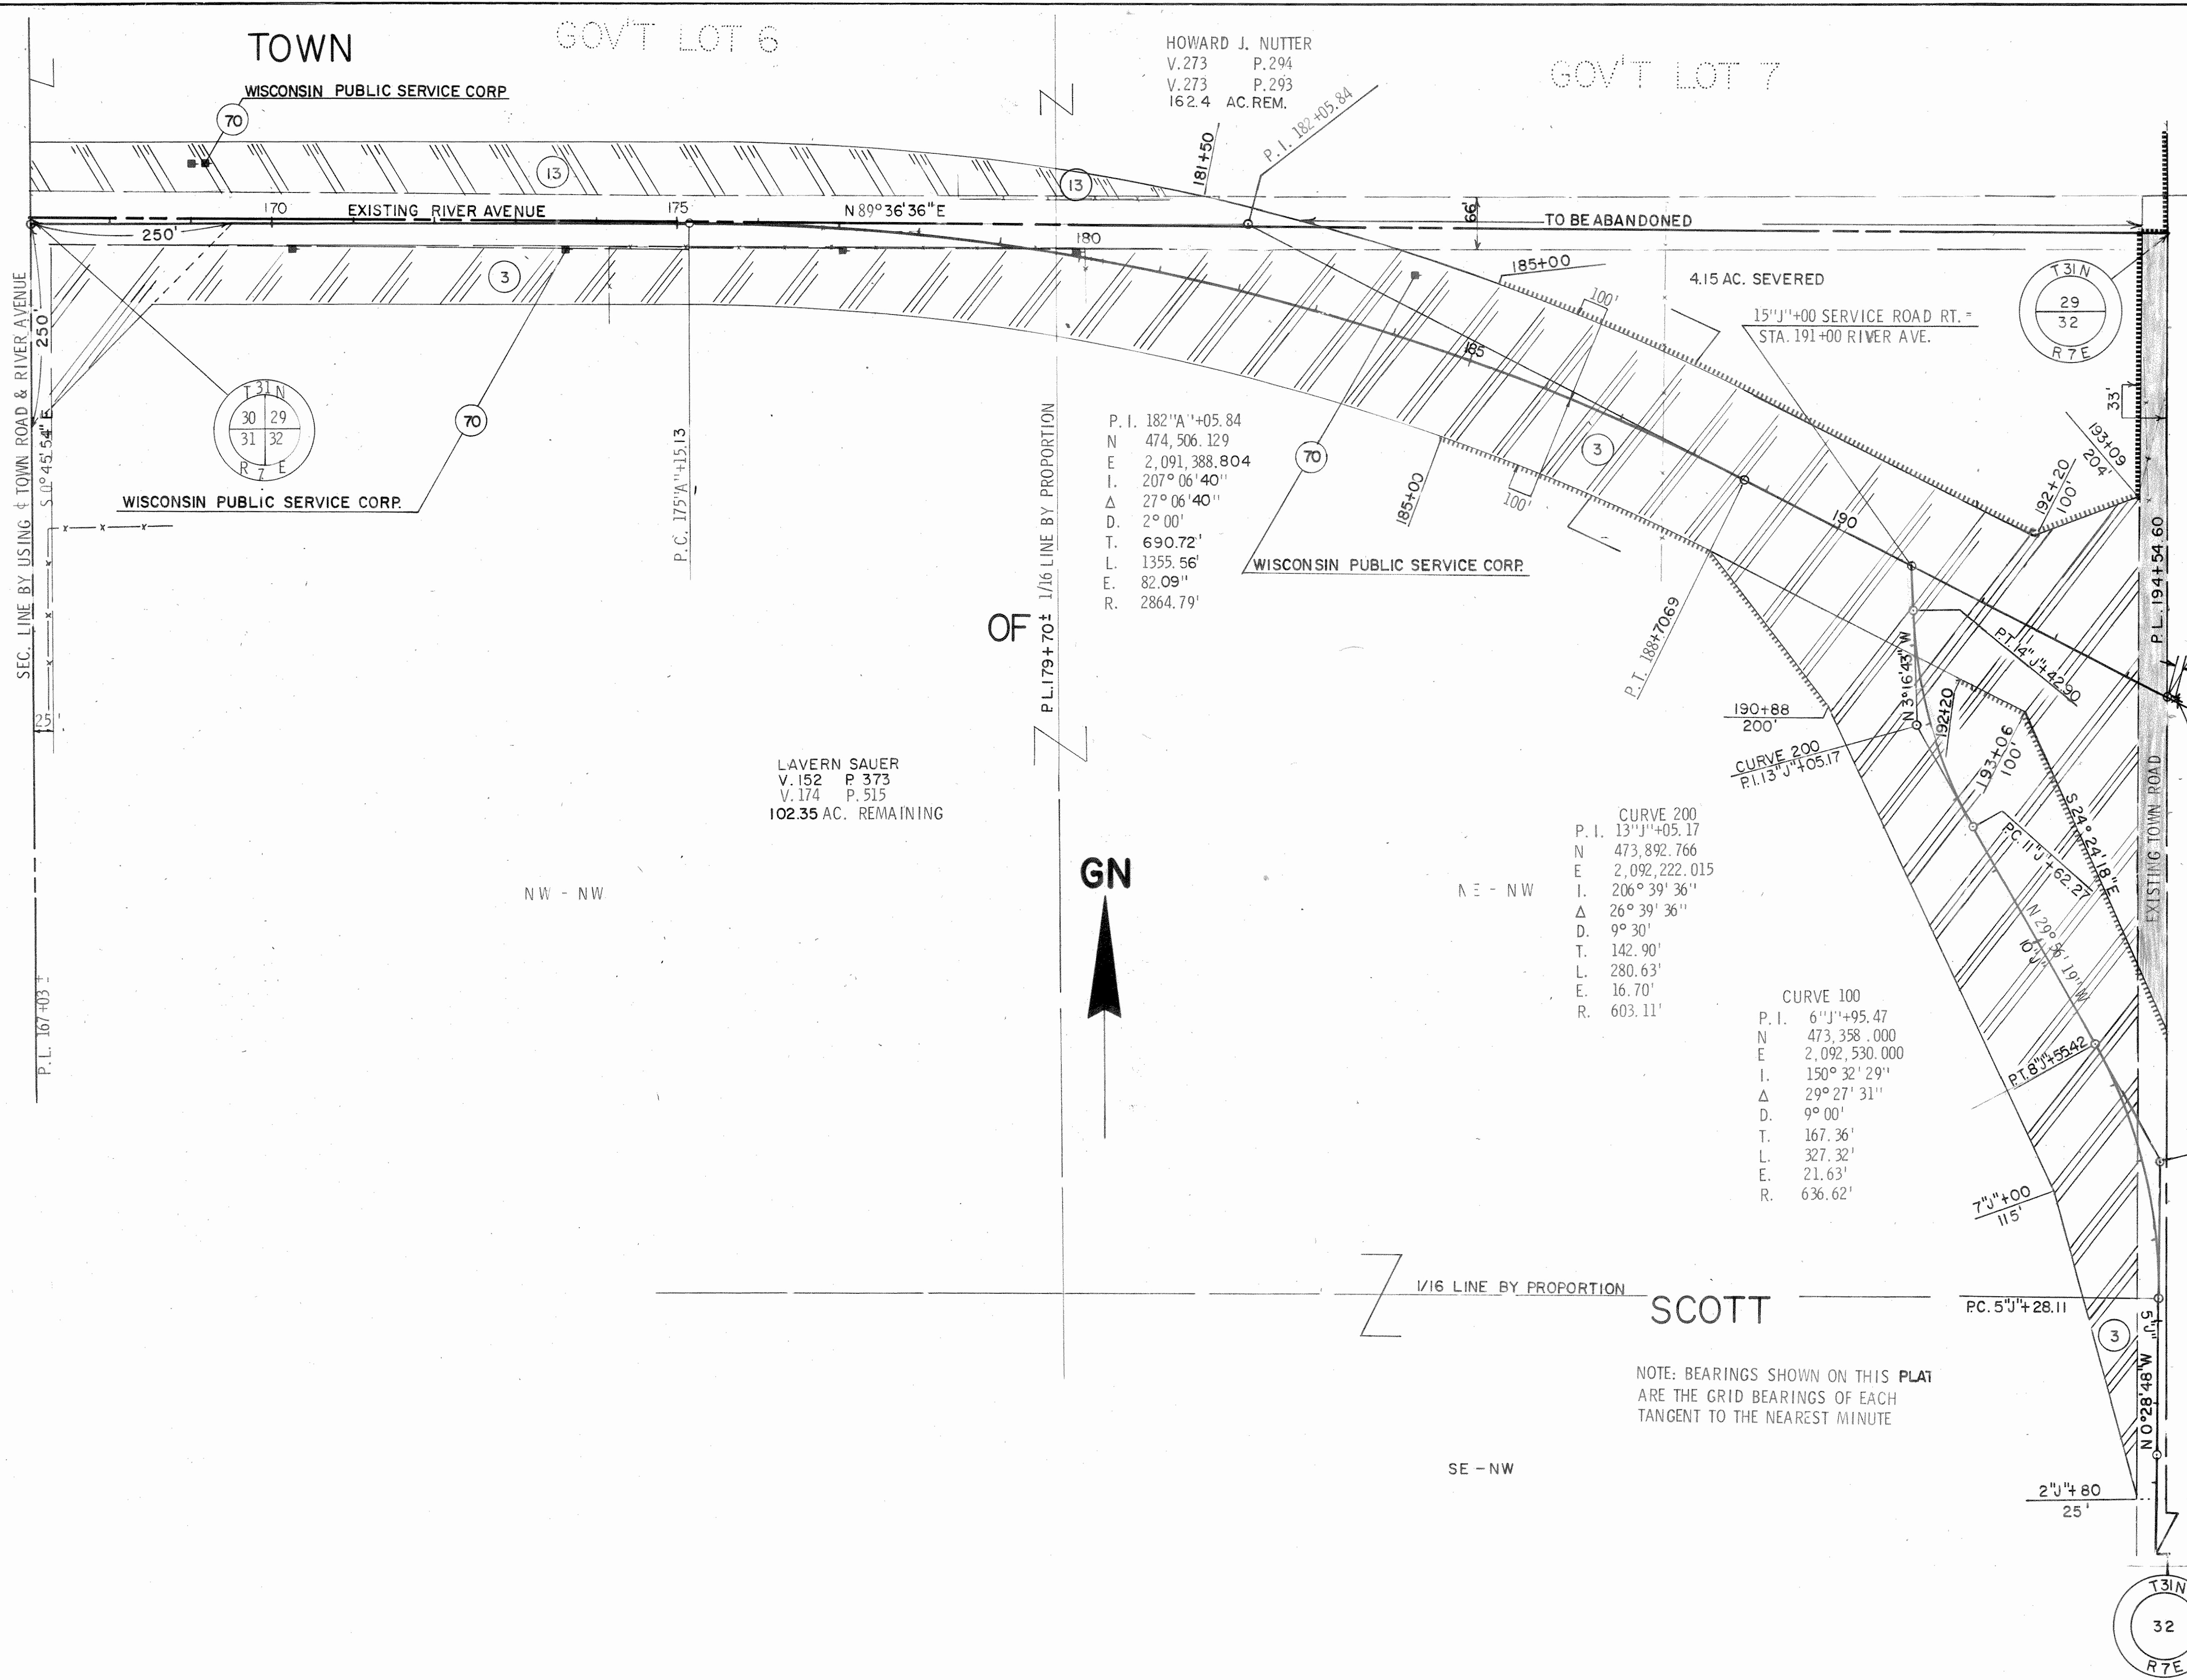 TOWN
GOV'T LOT 6
HOWARD J. NUTTER
V.273 P.294
V.273 P.293
162.4 AC. REM.
GOV'T LOT 7
WISCONSIN PUBLIC SERVICE CORP
70
13
13
181+50
P.I. 182+05.84
170
EXISTING RIVER AVENUE
175
N 89° 36' 36" E
180
66'
TO BE ABANDONED
250'
250'
3
185+00
100'
4.15 AC. SEVERED
15"J"+00 SERVICE ROAD RT. =
STA. 191+00 RIVER AVE.
T31N
29
32
R7E
33'
SEC. LINE BY USING ℄ TOWN ROAD & RIVER AVENUE
S 0° 45' 54" E
T31N
30 29
31 32
R 7 E
70
WISCONSIN PUBLIC SERVICE CORP.
P.C. 175"A"+15.13
P.L. 179+70± 1/16 LINE BY PROPORTION
P.I. 182"A"+05.84
N 474,506.129
E 2,091,388.804
I. 207° 06' 40"
Δ 27° 06' 40"
D. 2° 00'
T. 690.72'
L. 1355.56'
E. 82.09"
R. 2864.79'
70
WISCONSIN PUBLIC SERVICE CORP.
185
185+00
100'
3
190
193+09
204'
192+20
100'
P.L. 194+54.60
P.T. 188+70.69
N 3° 16' 43" W
P.T. 14"J"+42.90
OF
190+88
200'
192+20
193+06
100'
CURVE 200
P.I. 13"J"+05.17
25'
LAVERN SAUER
V. 152 P. 373
V. 174 P. 515
102.35 AC. REMAINING
S 24° 24' 18" E
EXISTING TOWN ROAD
P.C. 11"J"+62.27
CURVE 200
P.I. 13"J"+05.17
N 473,892.766
E 2,092,222.015
I. 206° 39' 36"
Δ 26° 39' 36"
D. 9° 30'
T. 142.90'
L. 280.63'
E. 16.70'
R. 603.11'
GN
NW - NW
NE - NW
N 29° 56' 19" W
10"J"
P.L. 167+03 ±
CURVE 100
P.I. 6"J"+95.47
N 473,358.000
E 2,092,530.000
I. 150° 32' 29"
Δ 29° 27' 31"
D. 9° 00'
T. 167.36'
L. 327.32'
E. 21.63'
R. 636.62'
P.T. 8"J"+55.42
7"J"+00
115'
1/16 LINE BY PROPORTION
SCOTT
P.C. 5"J"+28.11
5"J"
3
N 0° 28' 48" W
NOTE: BEARINGS SHOWN ON THIS PLAT
ARE THE GRID BEARINGS OF EACH
TANGENT TO THE NEAREST MINUTE
SE - NW
2"J"+80
25'
T31N
32
R7E